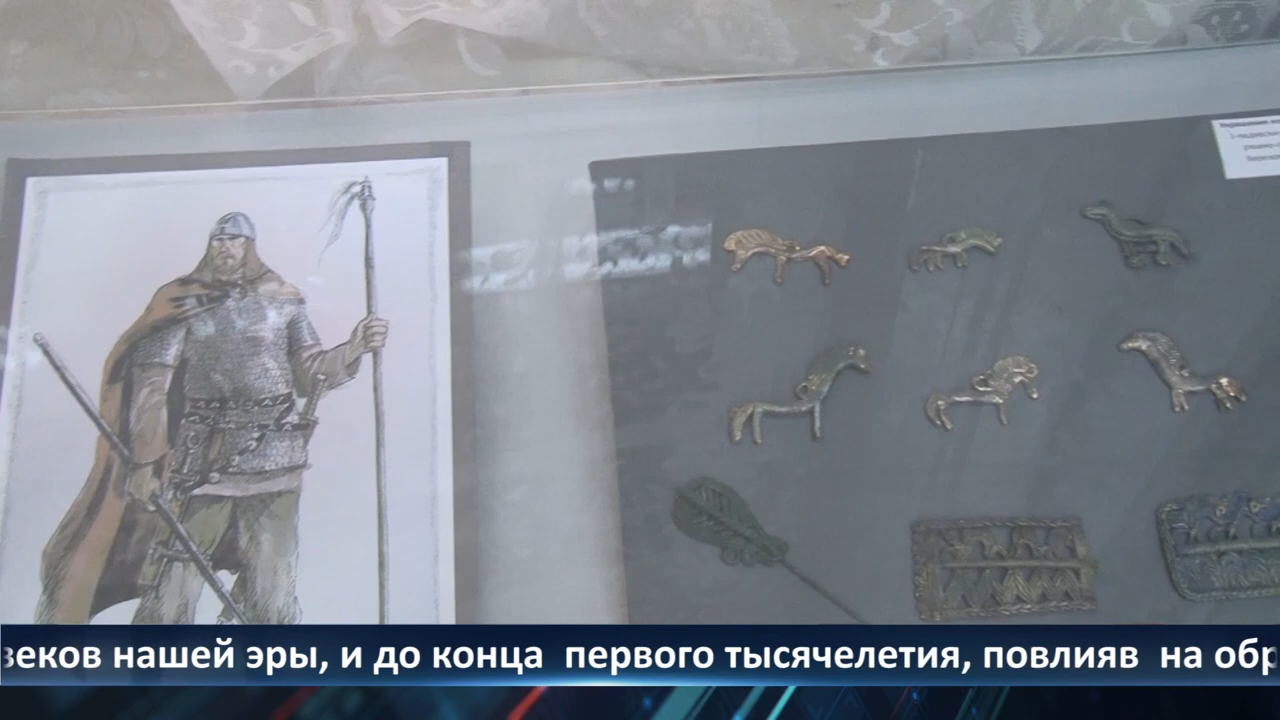 веков нашей эры, и до конца первого тысячелетия, повлияв на обр